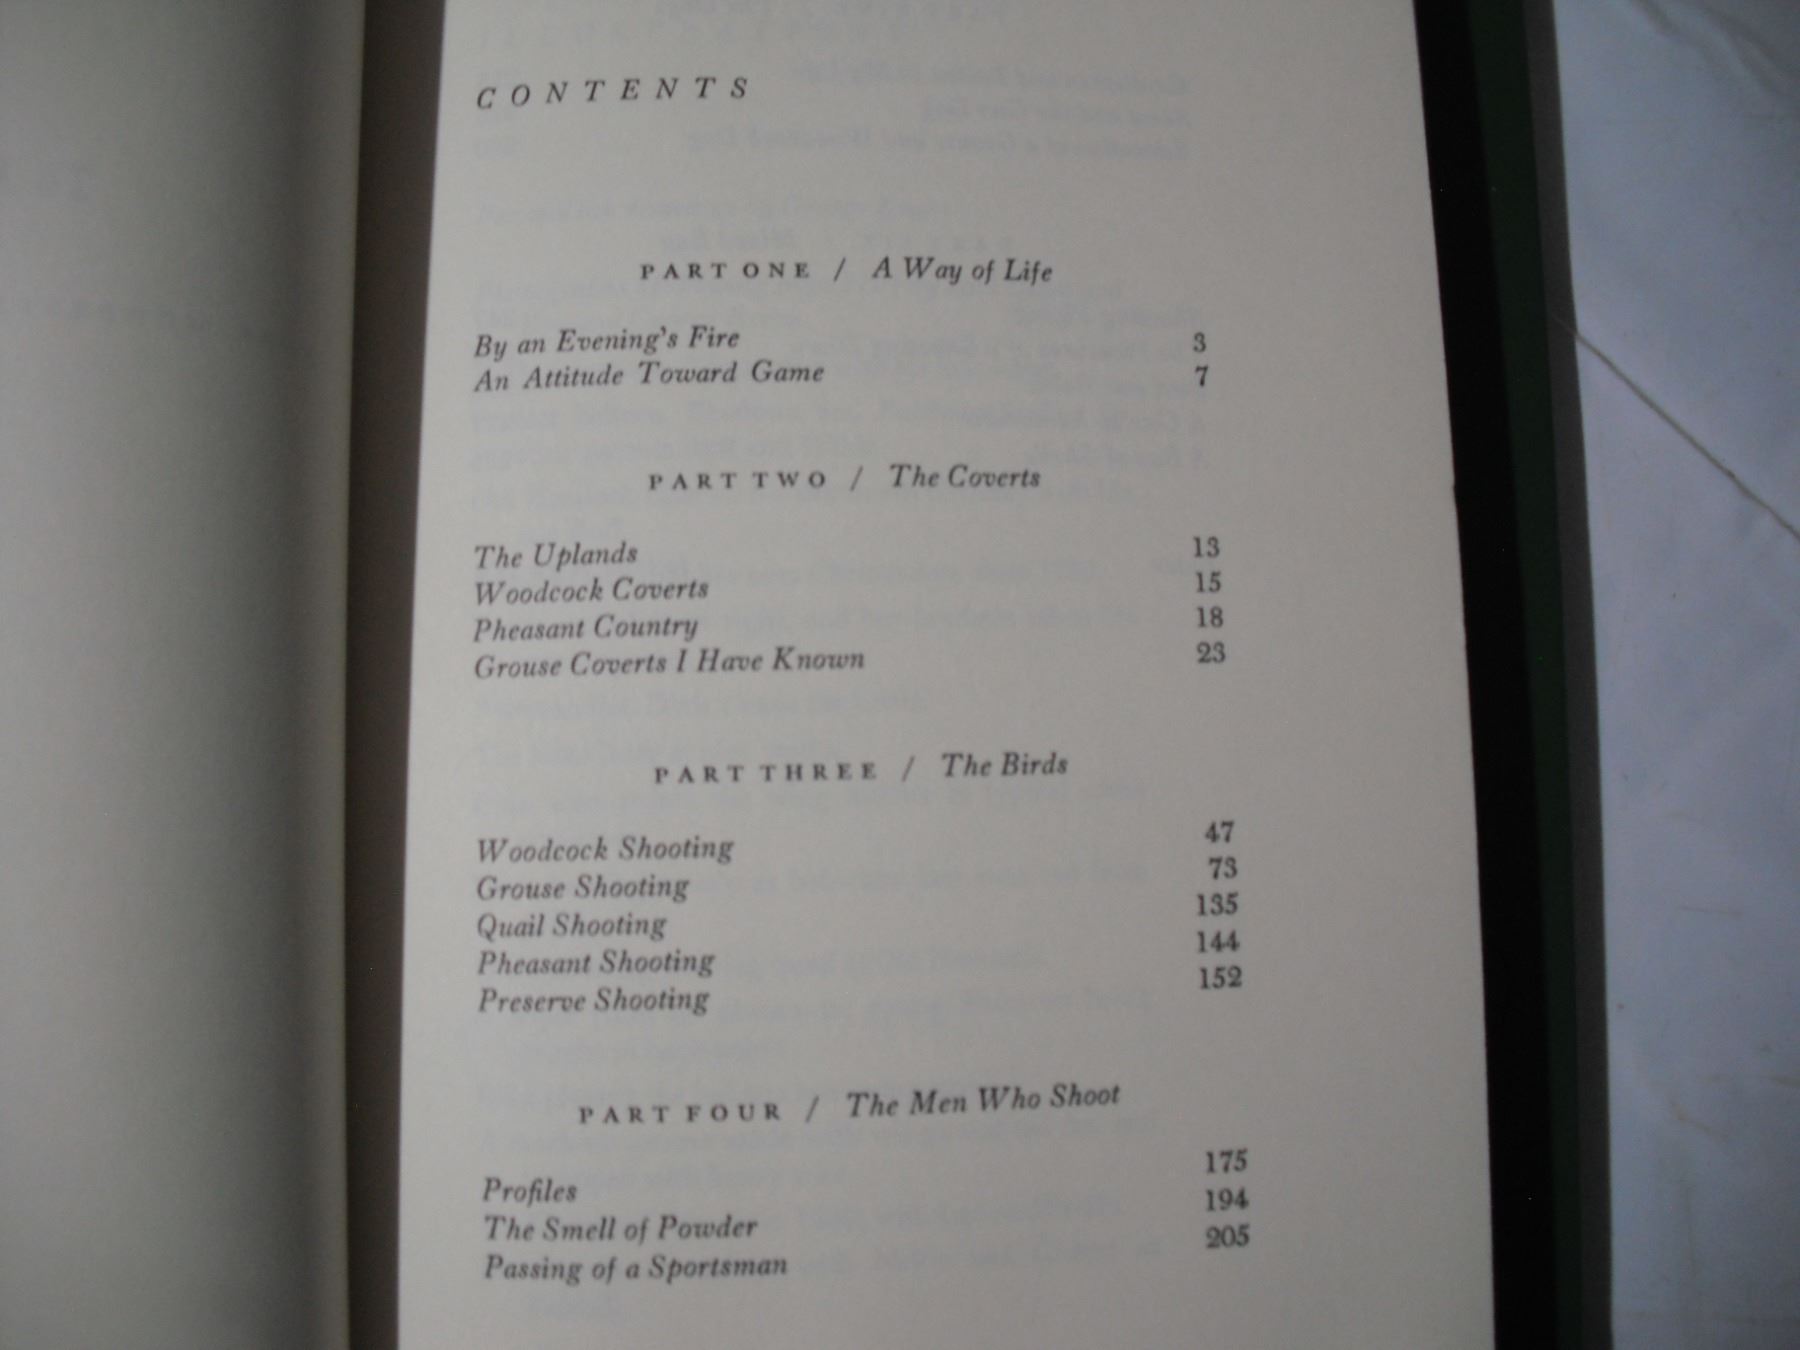 CONTENTS
PART ONE / A Way of Life
By an Evening's Fire 3
An Attitude Toward Game 7
PART TWO / The Coverts
The Uplands 13
Woodcock Coverts 15
Pheasant Country 18
Grouse Coverts I Have Known 23
PART THREE / The Birds
Woodcock Shooting 47
Grouse Shooting 73
Quail Shooting 135
Pheasant Shooting 144
Preserve Shooting 152
PART FOUR / The Men Who Shoot
Profiles 175
The Smell of Powder 194
Passing of a Sportsman 205